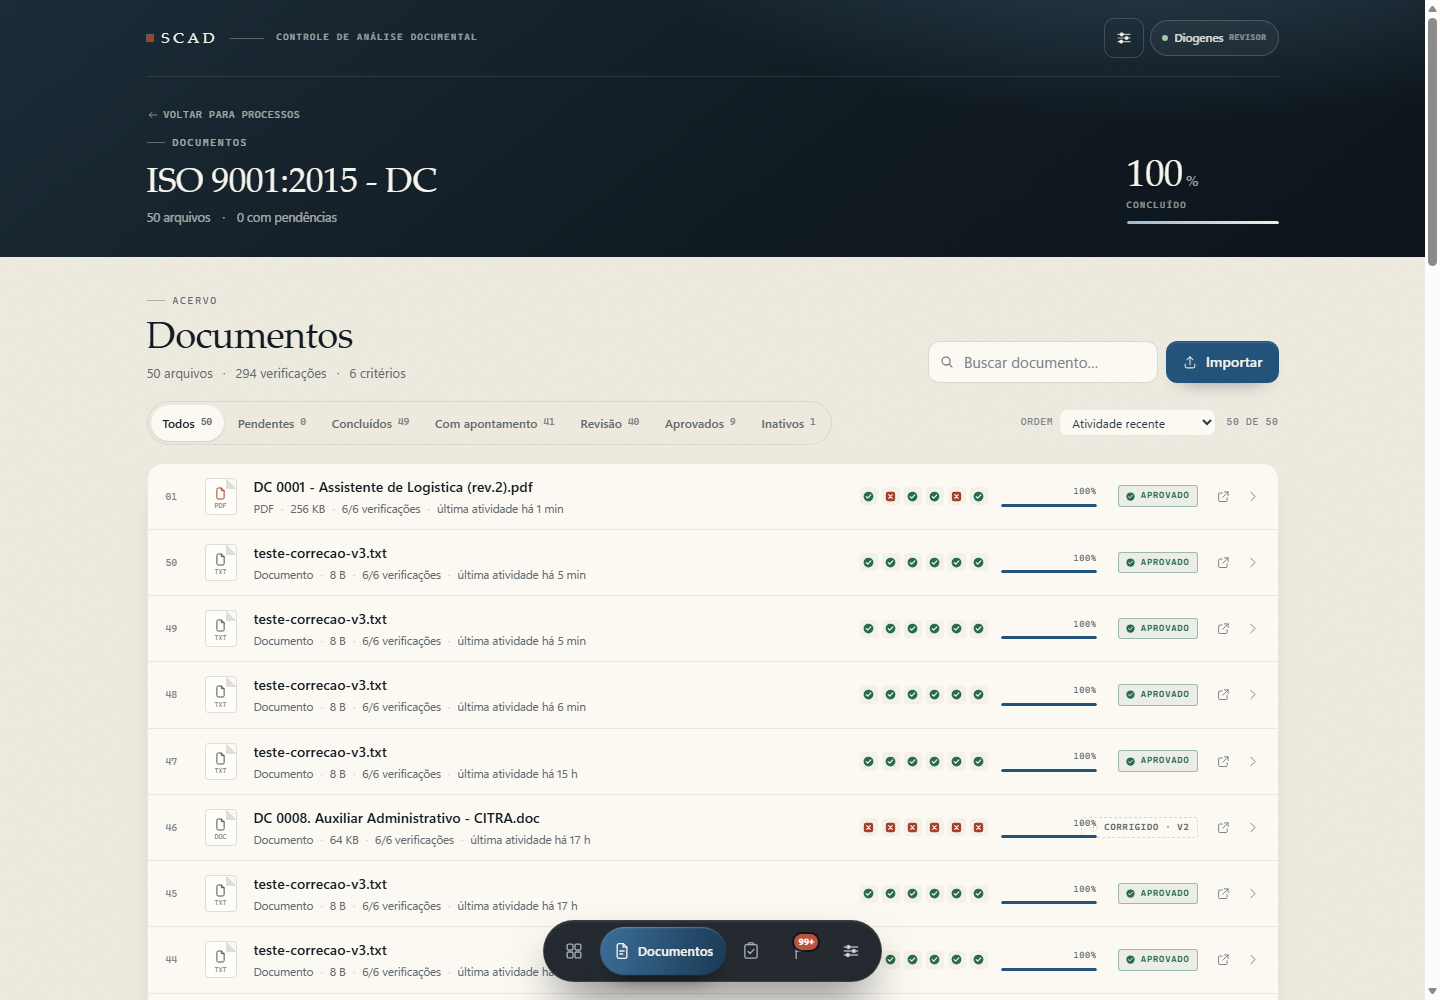 SCAD
CONTROLE DE ANÁLISE DOCUMENTAL
Diogenes REVISOR
← VOLTAR PARA PROCESSOS
DOCUMENTOS
ISO 9001:2015 - DC
50 arquivos · 0 com pendências
100 %
CONCLUÍDO
ACERVO
Documentos
50 arquivos · 294 verificações · 6 critérios
Buscar documento...
Importar
Todos 50
Pendentes 0
Concluídos 49
Com apontamento 41
Revisão 40
Aprovados 9
Inativos 1
ORDEM
Atividade recente
50 DE 50
01
PDF
DC 0001 - Assistente de Logistica (rev.2).pdf
PDF · 256 KB · 6/6 verificações · última atividade há 1 min
100%
APROVADO
50
TXT
teste-correcao-v3.txt
Documento · 8 B · 6/6 verificações · última atividade há 5 min
100%
APROVADO
49
TXT
teste-correcao-v3.txt
Documento · 8 B · 6/6 verificações · última atividade há 5 min
100%
APROVADO
48
TXT
teste-correcao-v3.txt
Documento · 8 B · 6/6 verificações · última atividade há 6 min
100%
APROVADO
47
TXT
teste-correcao-v3.txt
Documento · 8 B · 6/6 verificações · última atividade há 15 h
100%
APROVADO
46
DOC
DC 0008. Auxiliar Administrativo - CITRA.doc
Documento · 64 KB · 6/6 verificações · última atividade há 17 h
100%
CORRIGIDO · V2
45
TXT
teste-correcao-v3.txt
Documento · 8 B · 6/6 verificações · última atividade há 17 h
100%
APROVADO
44
TXT
teste-correcao-v3.txt
Documento · 8 B · 6/6 verificações · última atividade há
100%
APROVADO
Documentos
99+